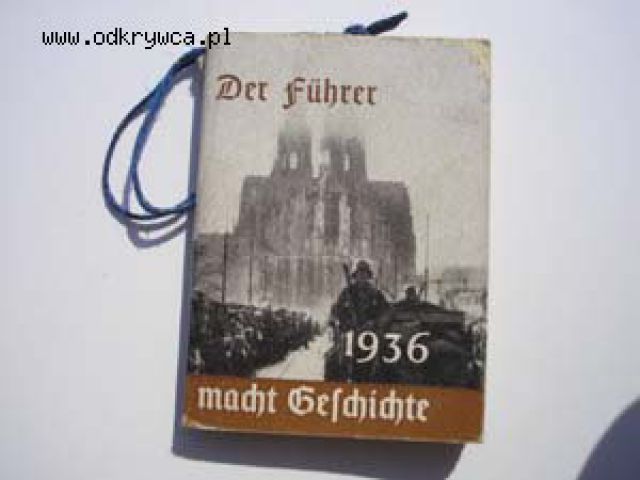 www.odkrywca.pl
Der Führer
1936
macht Geſchichte